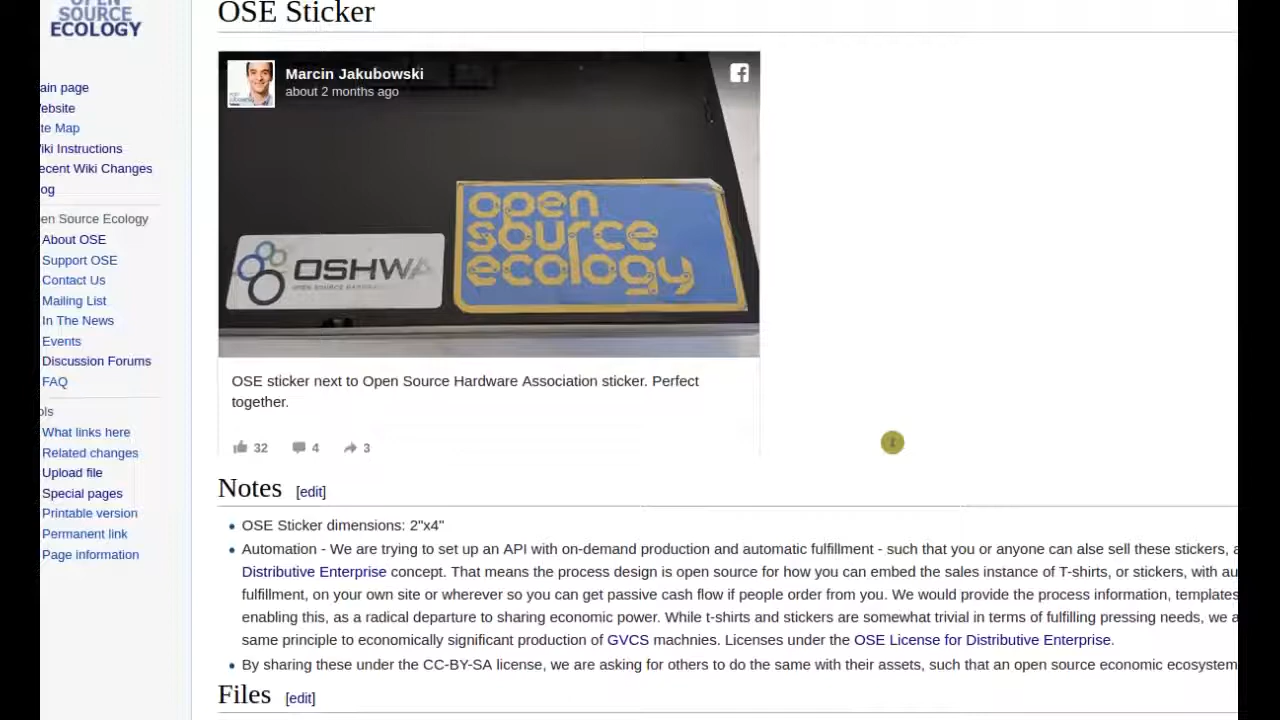 OPEN
SOURCE
ECOLOGY
ain page
ebsite
te Map
iki Instructions
ecent Wiki Changes
og
en Source Ecology
About OSE
Support OSE
Contact Us
Mailing List
In The News
Events
Discussion Forums
FAQ
ols
What links here
Related changes
Upload file
Special pages
Printable version
Permanent link
Page information
OSE Sticker
Marcin Jakubowski
about 2 months ago
OSHWA
open
source
ecology
OSE sticker next to Open Source Hardware Association sticker. Perfect
together.
32 4 3
Notes [edit]
OSE Sticker dimensions: 2"x4"
Automation - We are trying to set up an API with on-demand production and automatic fulfillment - such that you or anyone can alse sell these stickers, a
Distributive Enterprise concept. That means the process design is open source for how you can embed the sales instance of T-shirts, or stickers, with au
fulfillment, on your own site or wherever so you can get passive cash flow if people order from you. We would provide the process information, templates
enabling this, as a radical departure to sharing economic power. While t-shirts and stickers are somewhat trivial in terms of fulfilling pressing needs, we a
same principle to economically significant production of GVCS machnies. Licenses under the OSE License for Distributive Enterprise.
By sharing these under the CC-BY-SA license, we are asking for others to do the same with their assets, such that an open source economic ecosystem
Files [edit]